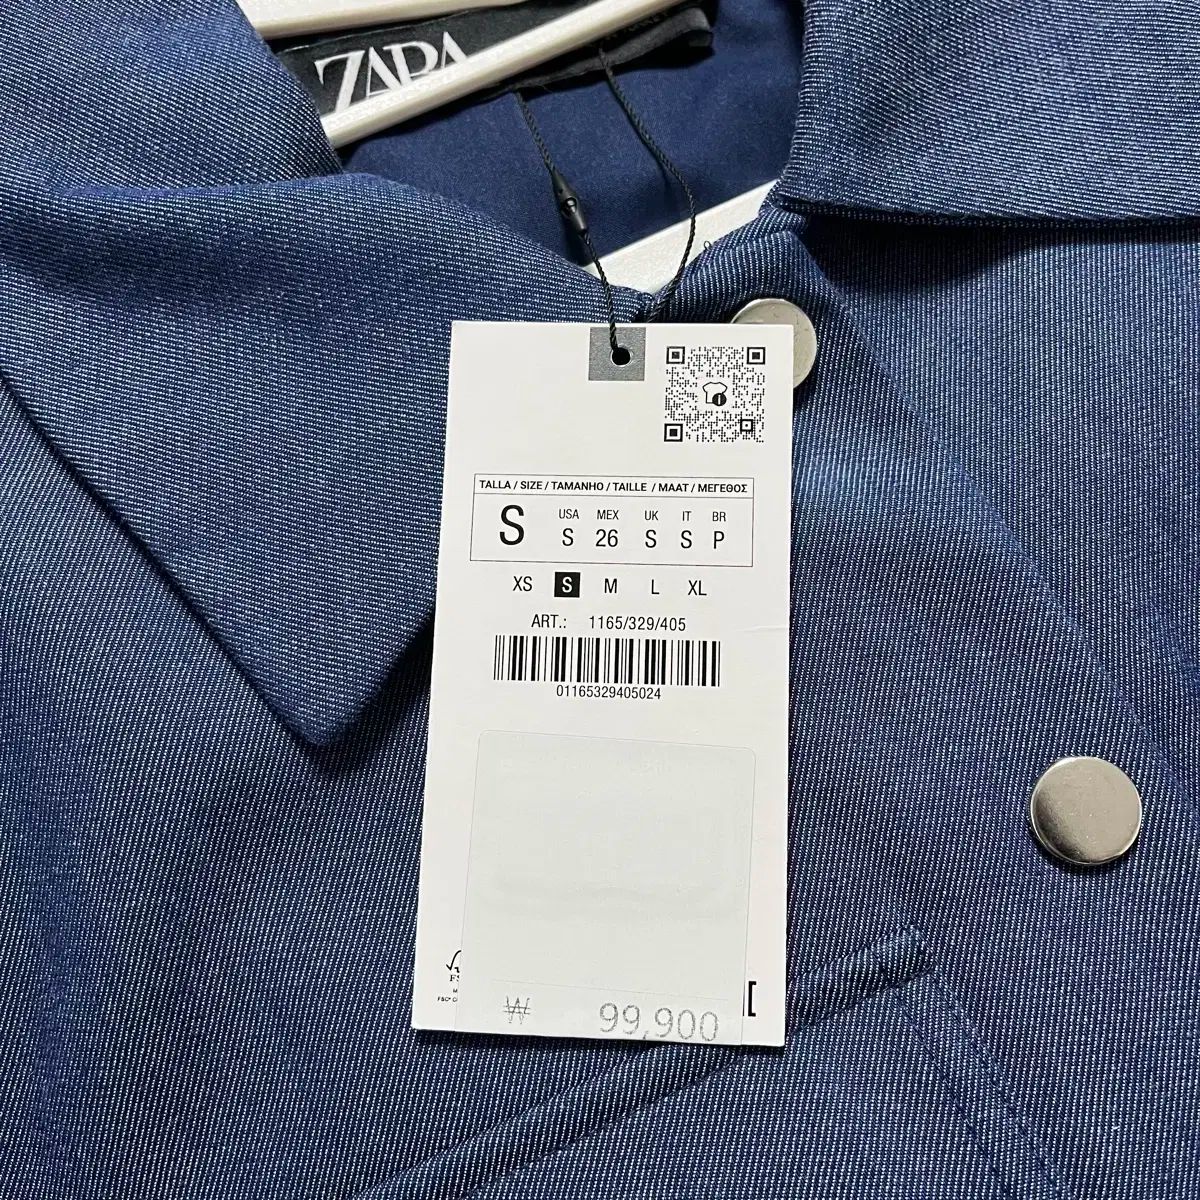 ZARA
TALLA / SIZE / TAMANHO / TAILLE / MAAT / ΜΕΓΕΘΟΣ
S
USA MEX UK IT BR
S 26 S S P
XS S M L XL
ART.: 1165/329/405
01165329405024
₩ 99,900